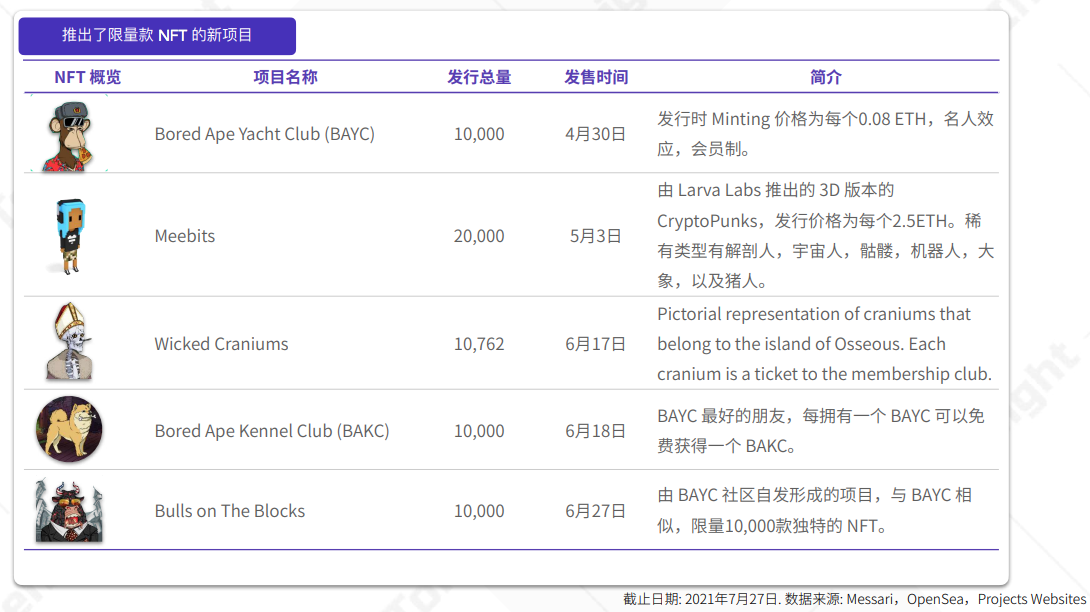 推出了限量款 NFT 的新项目
NFT 概览 项目名称 发行总量 发售时间 简介
Bored Ape Yacht Club (BAYC) 10,000 4月30日 发行时 Minting 价格为每个0.08 ETH，名人效
应，会员制。
Meebits 20,000 5月3日 由 Larva Labs 推出的 3D 版本的
CryptoPunks，发行价格为每个2.5ETH。稀
有类型有解剖人，宇宙人，骷髅，机器人，大
象，以及猪人。
Wicked Craniums 10,762 6月17日 Pictorial representation of craniums that
belong to the island of Osseous. Each
cranium is a ticket to the membership club.
Bored Ape Kennel Club (BAKC) 10,000 6月18日 BAYC 最好的朋友，每拥有一个 BAYC 可以免
费获得一个 BAKC。
Bulls on The Blocks 10,000 6月27日 由 BAYC 社区自发形成的项目，与 BAYC 相
似，限量10,000款独特的 NFT。
截止日期: 2021年7月27日. 数据来源: Messari，OpenSea，Projects Websites